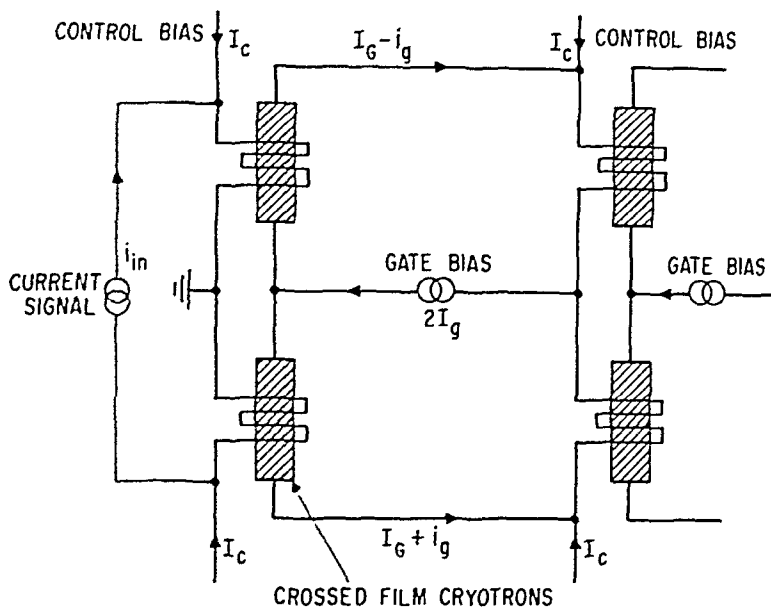 CONTROL BIAS
I_c
I_G-i_g
I_c
CONTROL BIAS
i_in
CURRENT
SIGNAL
GATE BIAS
2I_g
GATE BIAS
I_c
I_G+i_g
I_c
CROSSED FILM CRYOTRONS